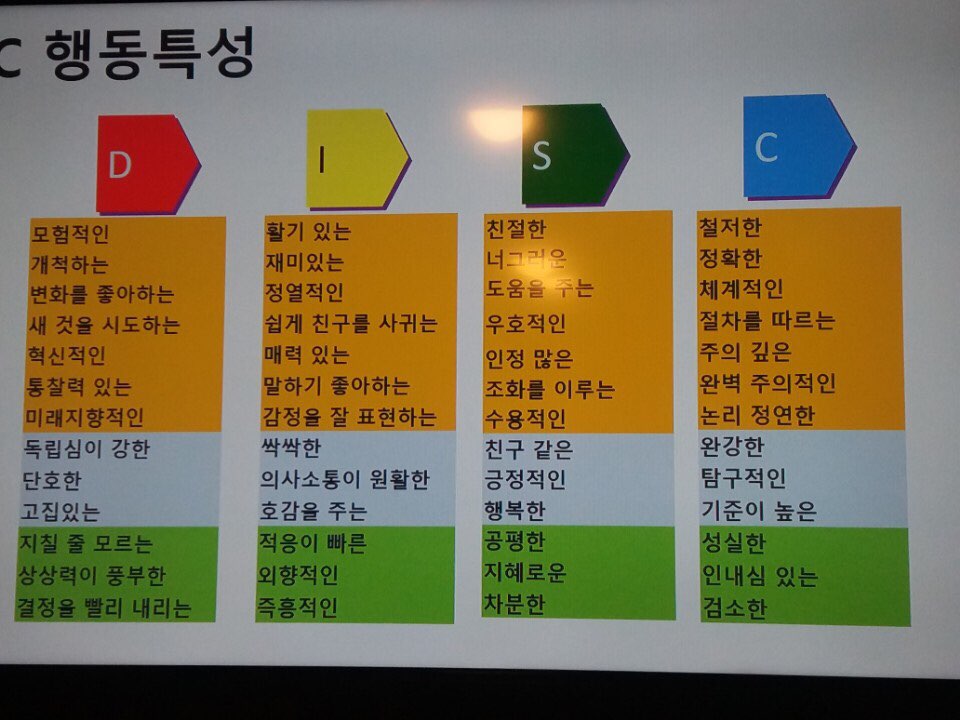 C 행동특성
D
모험적인
개척하는
변화를 좋아하는
새 것을 시도하는
혁신적인
통찰력 있는
미래지향적인
독립심이 강한
단호한
고집있는
지칠 줄 모르는
상상력이 풍부한
결정을 빨리 내리는
I
활기 있는
재미있는
정열적인
쉽게 친구를 사귀는
매력 있는
말하기 좋아하는
감정을 잘 표현하는
싹싹한
의사소통이 원활한
호감을 주는
적응이 빠른
외향적인
즉흥적인
S
친절한
너그러운
도움을 주는
우호적인
인정 많은
조화를 이루는
수용적인
친구 같은
긍정적인
행복한
공평한
지혜로운
차분한
C
철저한
정확한
체계적인
절차를 따르는
주의 깊은
완벽 주의적인
논리 정연한
완강한
탐구적인
기준이 높은
성실한
인내심 있는
검소한